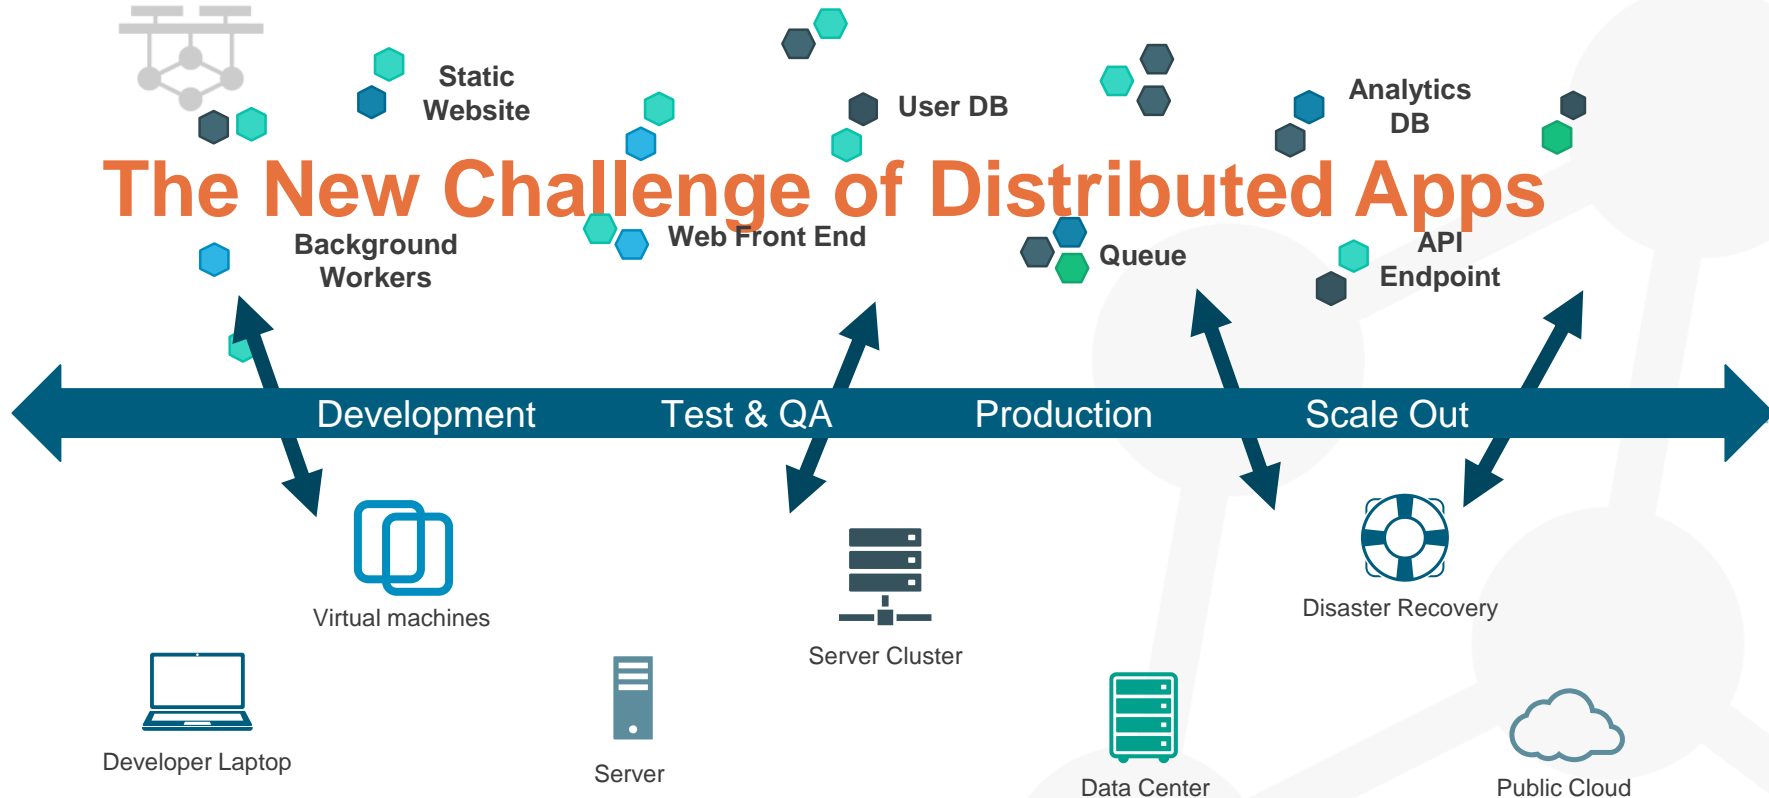 Static
Website
User DB
Analytics
DB
The New Challenge of Distributed Apps
Background
Workers
Web Front End
Queue
API
Endpoint
Development
Test & QA
Production
Scale Out
Virtual machines
Server Cluster
Disaster Recovery
Developer Laptop
Server
Data Center
Public Cloud